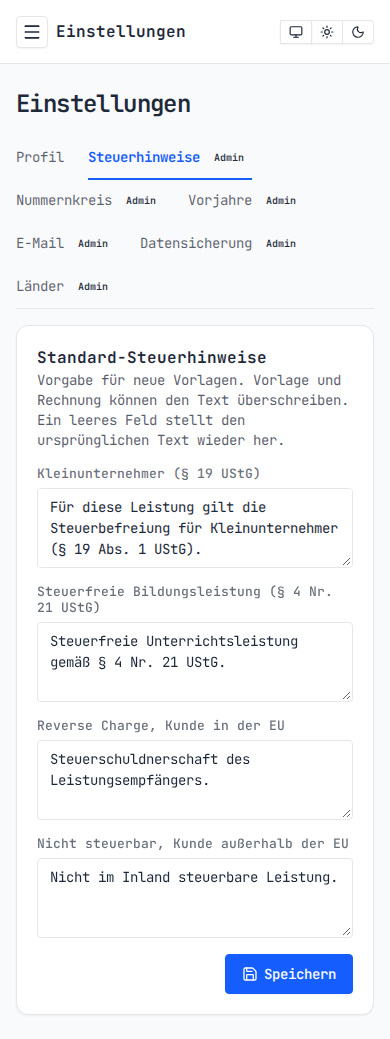 Einstellungen
Einstellungen
Profil Steuerhinweise Admin
Nummernkreis Admin Vorjahre Admin
E-Mail Admin Datensicherung Admin
Länder Admin
Standard-Steuerhinweise
Vorgabe für neue Vorlagen. Vorlage und
Rechnung können den Text überschreiben.
Ein leeres Feld stellt den
ursprünglichen Text wieder her.
Kleinunternehmer (§ 19 UStG)
Für diese Leistung gilt die
Steuerbefreiung für Kleinunternehmer
(§ 19 Abs. 1 UStG).
Steuerfreie Bildungsleistung (§ 4 Nr.
21 UStG)
Steuerfreie Unterrichtsleistung
gemäß § 4 Nr. 21 UStG.
Reverse Charge, Kunde in der EU
Steuerschuldnerschaft des
Leistungsempfängers.
Nicht steuerbar, Kunde außerhalb der EU
Nicht im Inland steuerbare Leistung.
Speichern